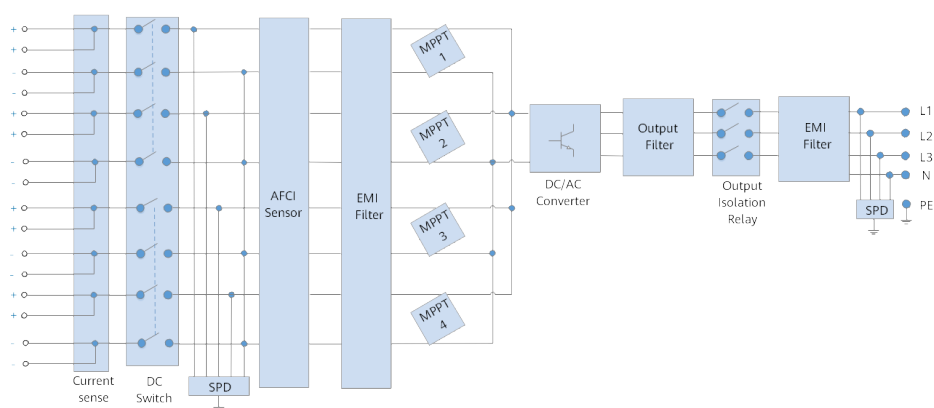 +
+
-
-
+
+
-
-
+
+
-
-
+
+
-
-
Current
sense
DC
Switch
SPD
AFCI
Sensor
EMI
Filter
MPPT
1
MPPT
2
MPPT
3
MPPT
4
DC/AC
Converter
Output
Filter
Output
Isolation
Relay
EMI
Filter
SPD
L1
L2
L3
N
PE